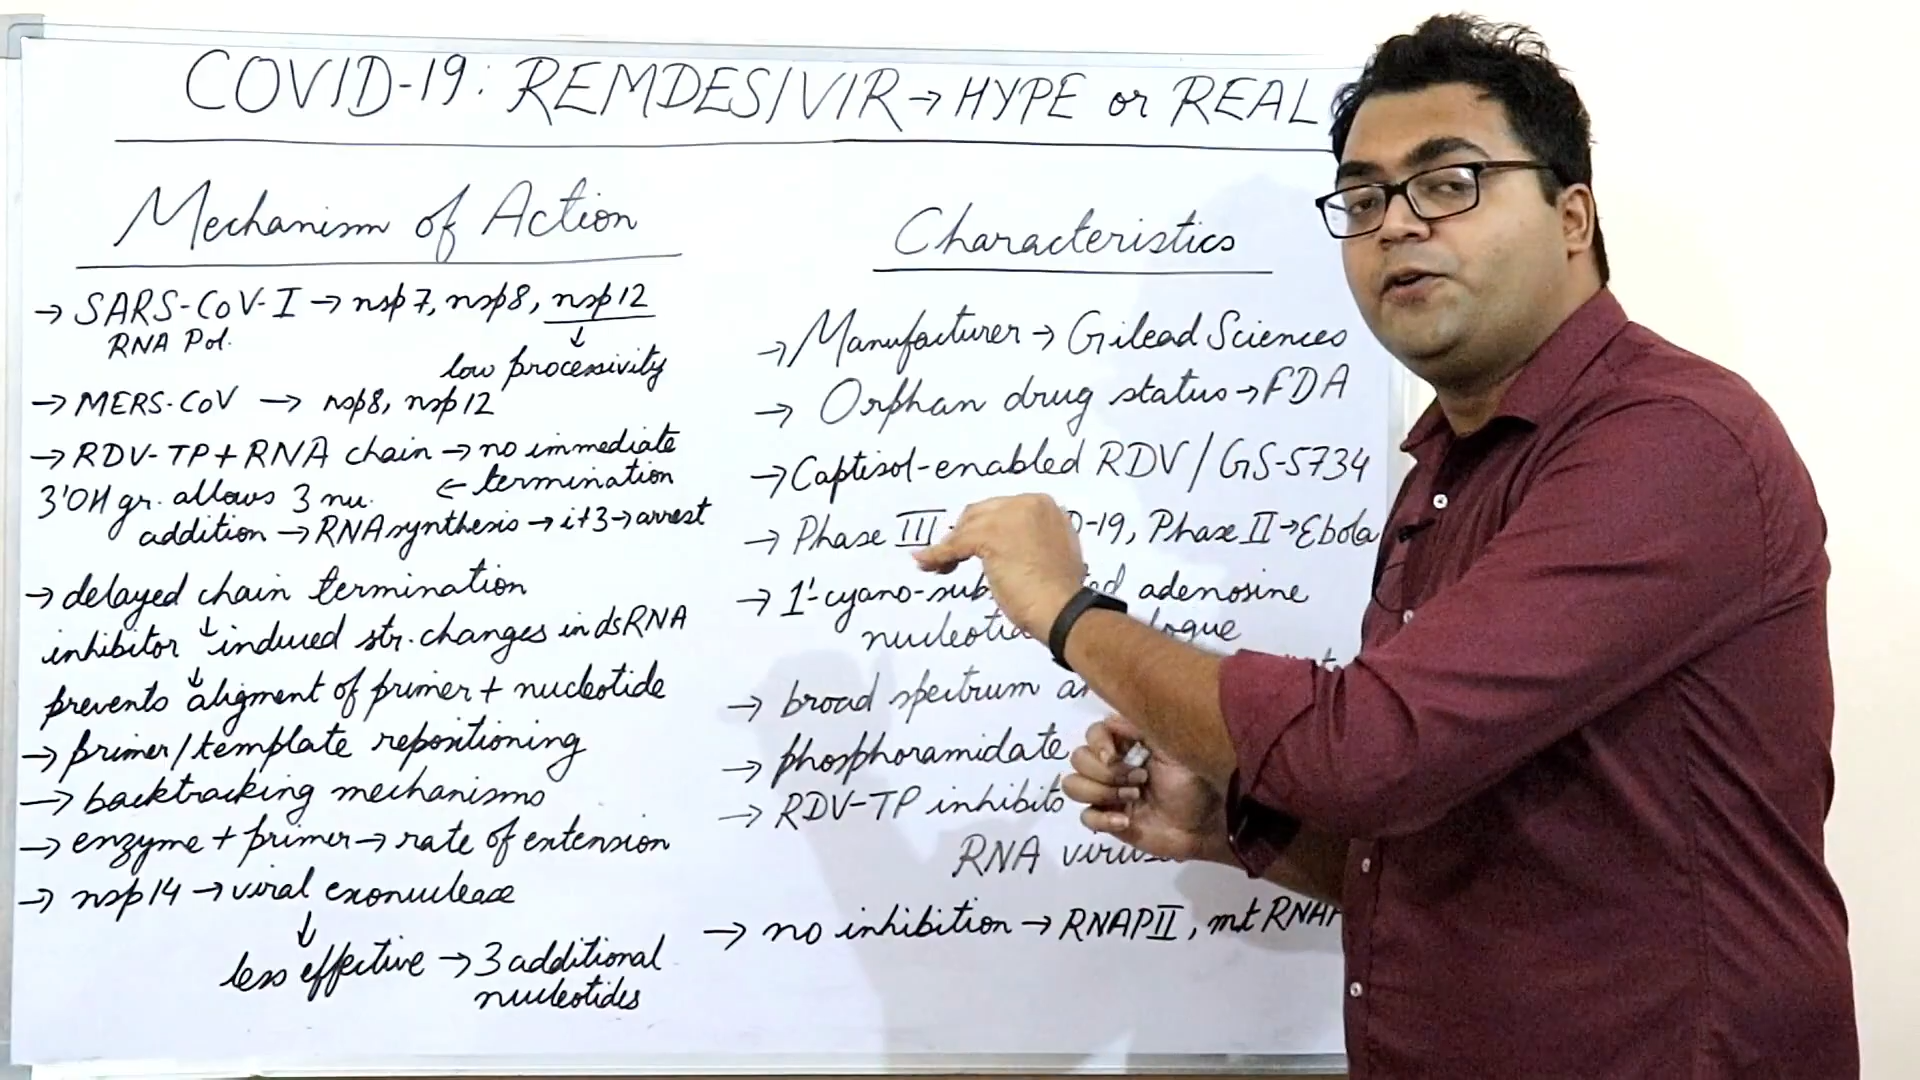 COVID-19: REMDESIVIR → HYPE or REAL
Mechanism of Action
→ SARS-CoV-I → nsp7, nsp8, nsp12
RNA Pol.
↓
low processivity
→ MERS-CoV → nsp8, nsp12
→ RDV-TP + RNA chain → no immediate
← termination
3'OH gr. allows 3 nu.
addition → RNA synthesis → i+3 → arrest
→ delayed chain termination
inhibitor ↓ induced str. changes in dsRNA
prevents ↓ aligment of primer + nucleotide
→ primer/template repositioning
→ backtracking mechanisms
→ enzyme + primer → rate of extension
→ nsp14 → viral exonuclease
↓
less effective → 3 additional
nucleotides
Characteristics
→ Manufacturer → Gilead Sciences
→ Orphan drug status → FDA
→ Captisol-enabled RDV / GS-5734
→ Phase III D-19, Phase II → Ebola
→ 1'-cyano-sub ed adenosine
nucleotid logue
→ broad spectrum
→ phosphoramidate
→ RDV-TP inhibito
RNA virus
→ no inhibition → RNAPII, mt RNAP